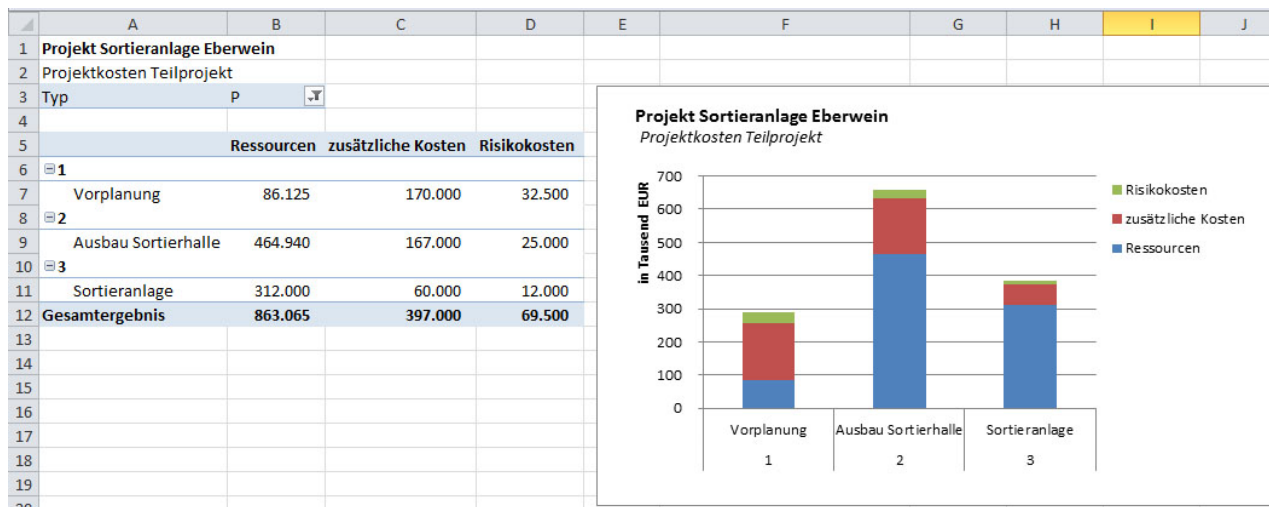 A B C D E F G H I J
1 Projekt Sortieranlage Eberwein
2 Projektkosten Teilprojekt
3 Typ P
4
5 Ressourcen zusätzliche Kosten Risikokosten
6 1
7 Vorplanung 86.125 170.000 32.500
8 2
9 Ausbau Sortierhalle 464.940 167.000 25.000
10 3
11 Sortieranlage 312.000 60.000 12.000
12 Gesamtergebnis 863.065 397.000 69.500
13
14
15
16
17
18
19
20
Projekt Sortieranlage Eberwein
Projektkosten Teilprojekt
in Tausend EUR
700
600
500
400
300
200
100
0
Vorplanung Ausbau Sortierhalle Sortieranlage
1 2 3
Risikokosten
zusätzliche Kosten
Ressourcen